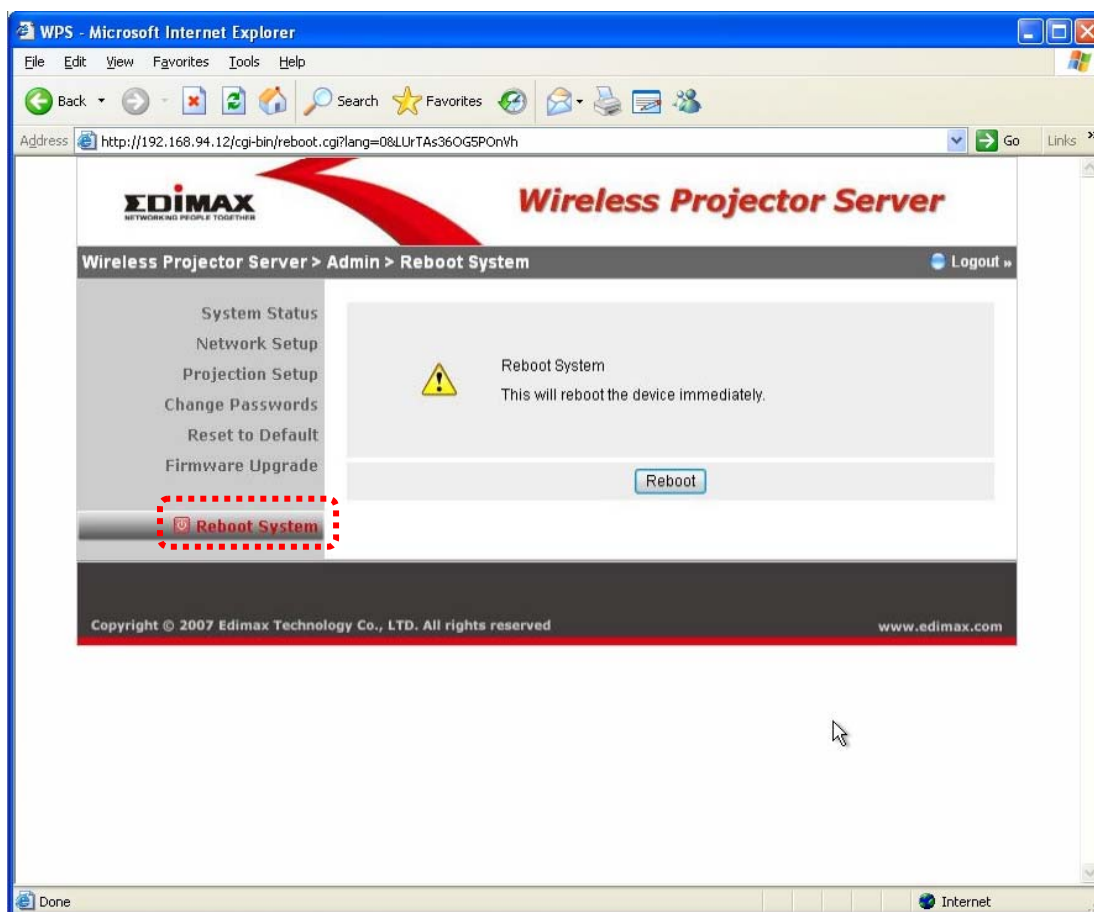 WPS - Microsoft Internet Explorer
File Edit View Favorites Tools Help
Back Search Favorites
Address http://192.168.94.12/cgi-bin/reboot.cgi?lang=0&LUrTAs36OG5POnVh Go Links »
EDiMAX
NETWORKING PEOPLE TOGETHER
Wireless Projector Server
Wireless Projector Server > Admin > Reboot System Logout »
System Status
Network Setup
Projection Setup
Change Passwords
Reset to Default
Firmware Upgrade
Reboot System
Reboot System
This will reboot the device immediately.
Reboot
Copyright © 2007 Edimax Technology Co., LTD. All rights reserved www.edimax.com
Done Internet